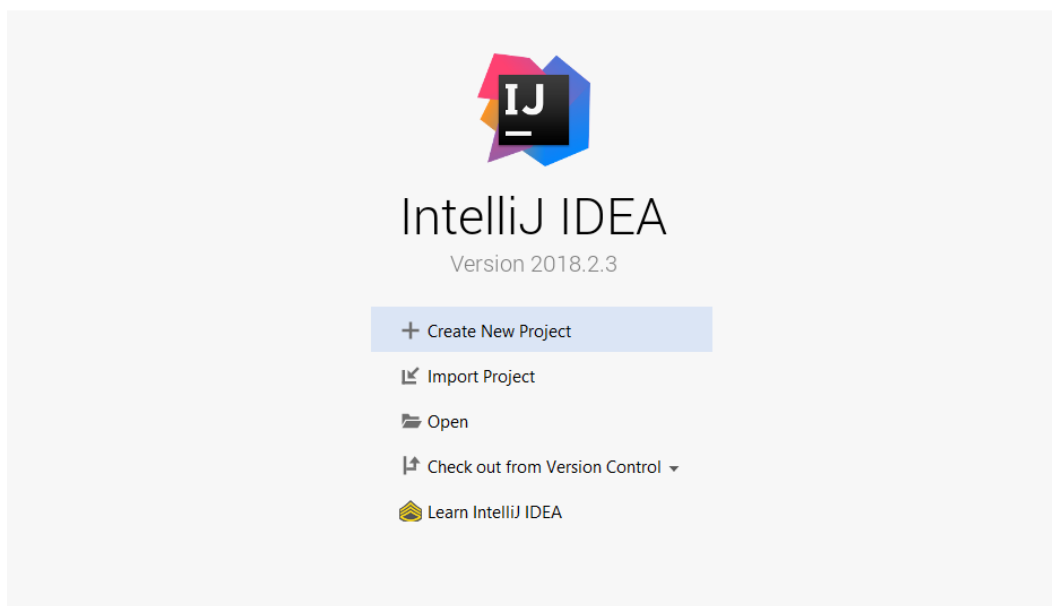 IJ
IntelliJ IDEA
Version 2018.2.3
Create New Project
Import Project
Open
Check out from Version Control
Learn IntelliJ IDEA